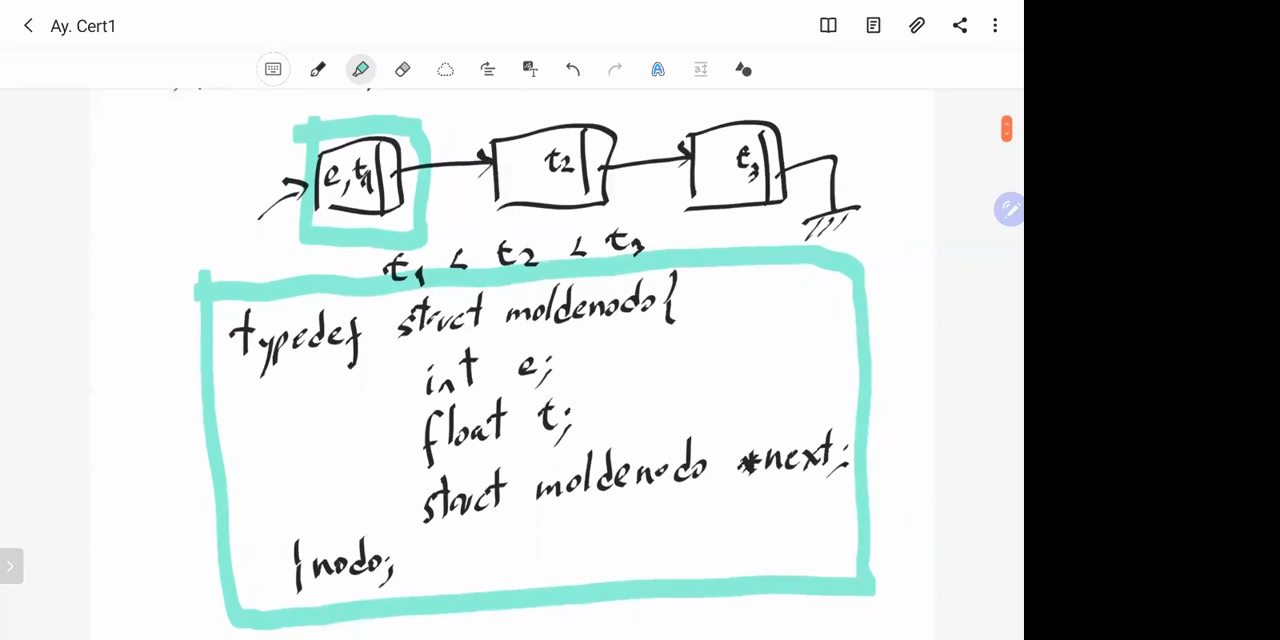 Ay. Cert1
e, t1 t2 t3
t1 < t2 < t3
typedef struct moldenodo{
int e;
float t;
struct moldenodo *next;
}nodo;